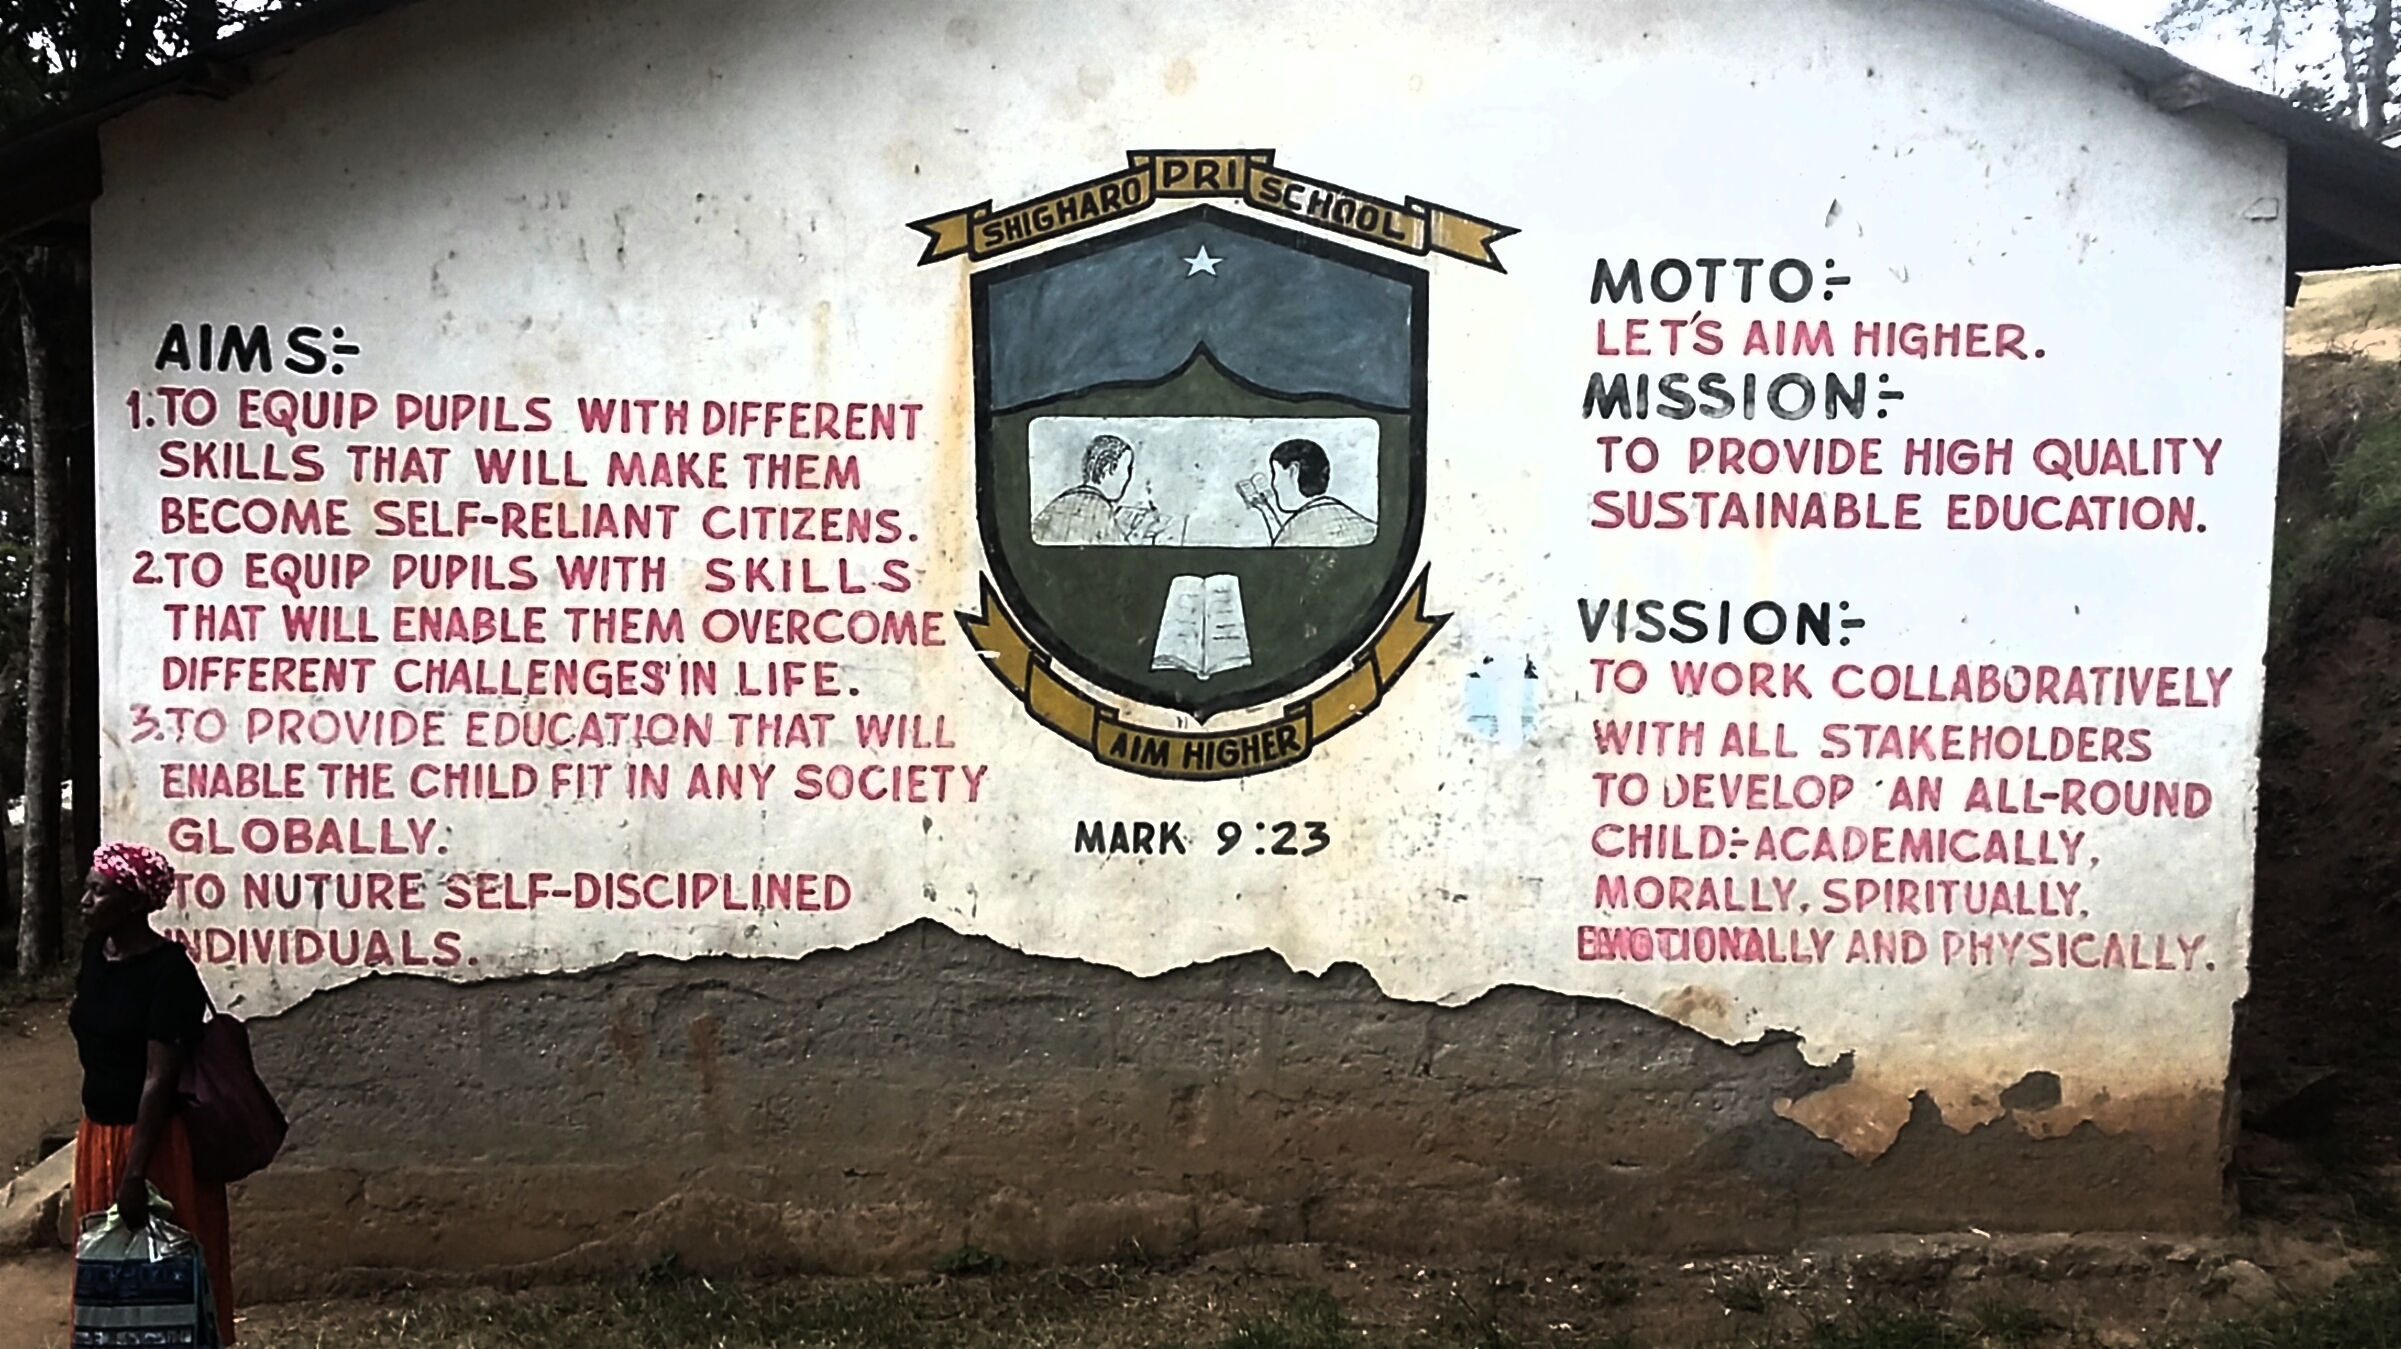 SHIGHARO PRI SCHOOL
AIMS:-
1. TO EQUIP PUPILS WITH DIFFERENT
SKILLS THAT WILL MAKE THEM
BECOME SELF-RELIANT CITIZENS.
2. TO EQUIP PUPILS WITH SKILLS
THAT WILL ENABLE THEM OVERCOME
DIFFERENT CHALLENGES' IN LIFE.
3. TO PROVIDE EDUCATION THAT WILL
ENABLE THE CHILD FIT IN ANY SOCIETY
GLOBALLY.
TO NUTURE SELF-DISCIPLINED
INDIVIDUALS.
AIM HIGHER
MARK 9:23
MOTTO:-
LET'S AIM HIGHER.
MISSION:-
TO PROVIDE HIGH QUALITY
SUSTAINABLE EDUCATION.
VISSION:-
TO WORK COLLABORATIVELY
WITH ALL STAKEHOLDERS
TO DEVELOP AN ALL-ROUND
CHILD:- ACADEMICALLY,
MORALLY, SPIRITUALLY,
EMOTIONALLY AND PHYSICALLY.